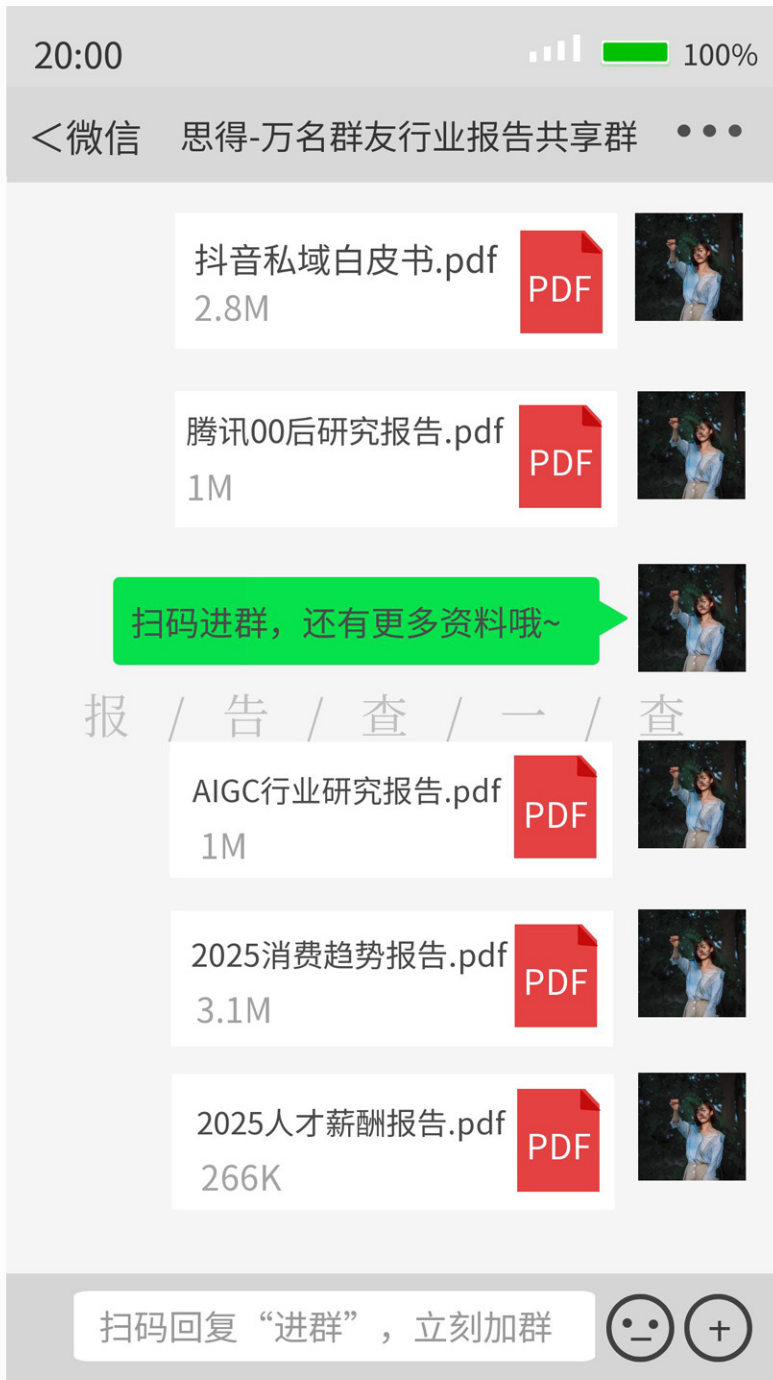 20:00 100%
＜微信 思得-万名群友行业报告共享群
抖音私域白皮书.pdf
2.8M
PDF
腾讯00后研究报告.pdf
1M
PDF
扫码进群，还有更多资料哦~
报/告/查/一/查
AIGC行业研究报告.pdf
1M
PDF
2025消费趋势报告.pdf
3.1M
PDF
2025人才薪酬报告.pdf
266K
PDF
扫码回复“进群”，立刻加群